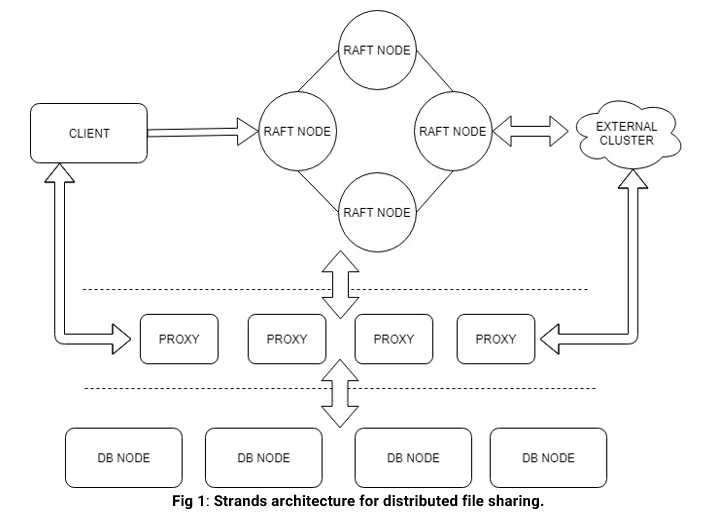 RAFT NODE
CLIENT
RAFT NODE
RAFT NODE
EXTERNAL
CLUSTER
RAFT NODE
PROXY
PROXY
PROXY
PROXY
DB NODE
DB NODE
DB NODE
DB NODE
Fig 1: Strands architecture for distributed file sharing.